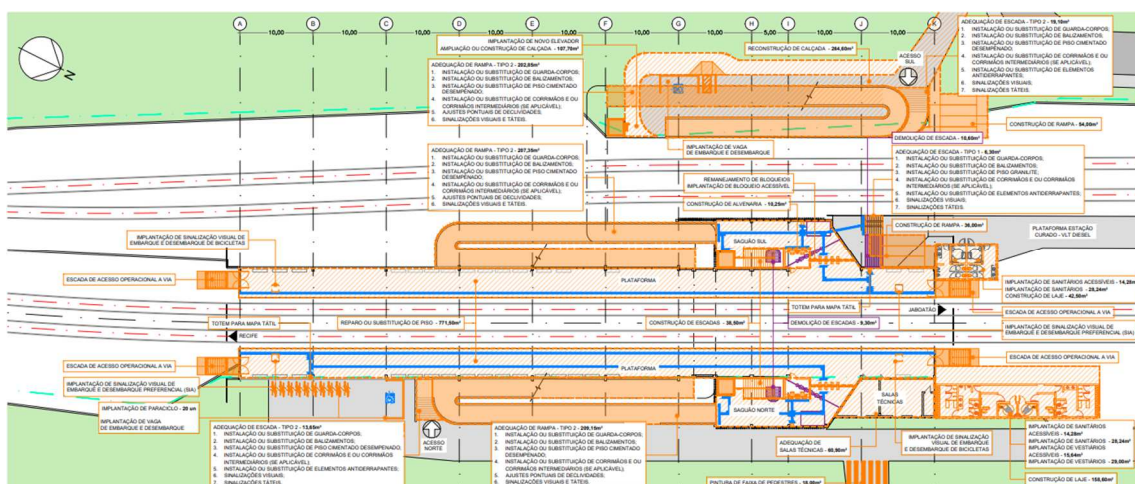 A B C D E F G H I J K
10,00 10,00 10,00 10,00 10,00 10,00 10,00 5,00 10,00 10,00
N
IMPLANTAÇÃO DE NOVO ELEVADOR
AMPLIAÇÃO OU CONSTRUÇÃO DE CALÇADA - 107,70m²
RECONSTRUÇÃO DE CALÇADA - 284,60m²
ACESSO
SUL
ADEQUAÇÃO DE ESCADA - TIPO 2 - 19,10m²
1. INSTALAÇÃO OU SUBSTITUIÇÃO DE GUARDA-CORPOS;
2. INSTALAÇÃO OU SUBSTITUIÇÃO DE BALIZAMENTOS;
3. INSTALAÇÃO OU SUBSTITUIÇÃO DE PISO CIMENTADO
DESEMPENADO;
4. INSTALAÇÃO OU SUBSTITUIÇÃO DE CORRIMÃOS E OU
CORRIMÃOS INTERMEDIÁRIOS (SE APLICÁVEL);
5. INSTALAÇÃO OU SUBSTITUIÇÃO DE ELEMENTOS
ANTIDERRAPANTES;
6. SINALIZAÇÕES VISUAIS;
7. SINALIZAÇÕES TÁTEIS.
ADEQUAÇÃO DE RAMPA - TIPO 2 - 202,85m²
1. INSTALAÇÃO OU SUBSTITUIÇÃO DE GUARDA-CORPOS;
2. INSTALAÇÃO OU SUBSTITUIÇÃO DE BALIZAMENTOS;
3. INSTALAÇÃO OU SUBSTITUIÇÃO DE PISO CIMENTADO
DESEMPENADO;
4. INSTALAÇÃO OU SUBSTITUIÇÃO DE CORRIMÃOS E OU
CORRIMÃOS INTERMEDIÁRIOS (SE APLICÁVEL);
5. AJUSTES PONTUAIS DE DECLIVIDADES;
6. SINALIZAÇÕES VISUAIS E TÁTEIS.
CONSTRUÇÃO DE RAMPA - 94,00m²
DEMOLIÇÃO DE ESCADA - 10,60m²
IMPLANTAÇÃO DE VAGA
DE EMBARQUE E DESEMBARQUE
ADEQUAÇÃO DE RAMPA - TIPO 2 - 207,35m²
1. INSTALAÇÃO OU SUBSTITUIÇÃO DE GUARDA-CORPOS;
2. INSTALAÇÃO OU SUBSTITUIÇÃO DE BALIZAMENTOS;
3. INSTALAÇÃO OU SUBSTITUIÇÃO DE PISO CIMENTADO
DESEMPENADO;
4. INSTALAÇÃO OU SUBSTITUIÇÃO DE CORRIMÃOS E OU
CORRIMÃOS INTERMEDIÁRIOS (SE APLICÁVEL);
5. AJUSTES PONTUAIS DE DECLIVIDADES;
6. SINALIZAÇÕES VISUAIS E TÁTEIS.
ADEQUAÇÃO DE ESCADA - TIPO 1 - 6,30m²
1. INSTALAÇÃO OU SUBSTITUIÇÃO DE GUARDA-CORPOS;
2. INSTALAÇÃO OU SUBSTITUIÇÃO DE BALIZAMENTOS;
3. INSTALAÇÃO OU SUBSTITUIÇÃO DE PISO GRANILITE;
4. INSTALAÇÃO OU SUBSTITUIÇÃO DE CORRIMÃOS E OU CORRIMÃOS
INTERMEDIÁRIOS (SE APLICÁVEL);
5. INSTALAÇÃO OU SUBSTITUIÇÃO DE ELEMENTOS ANTIDERRAPANTES;
6. SINALIZAÇÕES VISUAIS;
7. SINALIZAÇÕES TÁTEIS.
REMANEJAMENTO DE BLOQUEIOS
IMPLANTAÇÃO DE BLOQUEIO ACESSÍVEL
CONSTRUÇÃO DE ALVENARIA - 10,25m²
CONSTRUÇÃO DE RAMPA - 36,00m²
PLATAFORMA ESTAÇÃO
CURADO - VLT DIESEL
IMPLANTAÇÃO DE SINALIZAÇÃO VISUAL DE
EMBARQUE E DESEMBARQUE DE BICICLETAS
SAGUÃO SUL
ESCADA DE ACESSO OPERACIONAL A VIA
PLATAFORMA
IMPLANTAÇÃO DE SANITÁRIOS ACESSÍVEIS - 14,28m²
IMPLANTAÇÃO DE SANITÁRIOS - 28,24m²
CONSTRUÇÃO DE LAJE - 42,50m²
TOTEM PARA MAPA TÁTIL
JABOATÃO
ESCADA DE ACESSO OPERACIONAL A VIA
TOTEM PARA MAPA TÁTIL
REPARO OU SUBSTITUIÇÃO DE PISO - 771,50m²
CONSTRUÇÃO DE ESCADAS - 38,50m²
DEMOLIÇÃO DE ESCADAS - 9,30m²
IMPLANTAÇÃO DE SINALIZAÇÃO VISUAL DE
EMBARQUE E DESEMBARQUE PREFERENCIAL (SIA)
RECIFE
ESCADA DE ACESSO OPERACIONAL A VIA
PLATAFORMA
ESCADA DE ACESSO OPERACIONAL A VIA
IMPLANTAÇÃO DE SINALIZAÇÃO VISUAL DE
EMBARQUE E DESEMBARQUE PREFERENCIAL (SIA)
SALAS
TÉCNICAS
IMPLANTAÇÃO DE PARACICLO - 20 un
IMPLANTAÇÃO DE VAGA
DE EMBARQUE E DESEMBARQUE
SAGUÃO NORTE
ACESSO
NORTE
ADEQUAÇÃO DE ESCADA - TIPO 2 - 13,65m²
1. INSTALAÇÃO OU SUBSTITUIÇÃO DE GUARDA-CORPOS;
2. INSTALAÇÃO OU SUBSTITUIÇÃO DE BALIZAMENTOS;
3. INSTALAÇÃO OU SUBSTITUIÇÃO DE PISO CIMENTADO DESEMPENADO;
4. INSTALAÇÃO OU SUBSTITUIÇÃO DE CORRIMÃOS E OU CORRIMÃOS
INTERMEDIÁRIOS (SE APLICÁVEL);
5. INSTALAÇÃO OU SUBSTITUIÇÃO DE ELEMENTOS ANTIDERRAPANTES;
6. SINALIZAÇÕES VISUAIS;
7. SINALIZAÇÕES TÁTEIS.
ADEQUAÇÃO DE RAMPA - TIPO 2 - 209,15m²
1. INSTALAÇÃO OU SUBSTITUIÇÃO DE GUARDA-CORPOS;
2. INSTALAÇÃO OU SUBSTITUIÇÃO DE BALIZAMENTOS;
3. INSTALAÇÃO OU SUBSTITUIÇÃO DE PISO CIMENTADO
DESEMPENADO;
4. INSTALAÇÃO OU SUBSTITUIÇÃO DE CORRIMÃOS E OU
CORRIMÃOS INTERMEDIÁRIOS (SE APLICÁVEL);
5. AJUSTES PONTUAIS DE DECLIVIDADES;
6. SINALIZAÇÕES VISUAIS E TÁTEIS.
ADEQUAÇÃO DE
SALAS TÉCNICAS - 60,90m²
IMPLANTAÇÃO DE SINALIZAÇÃO
VISUAL DE EMBARQUE
E DESEMBARQUE DE BICICLETAS
IMPLANTAÇÃO DE SANITÁRIOS
ACESSÍVEIS - 14,28m²
IMPLANTAÇÃO DE SANITÁRIOS - 28,24m²
IMPLANTAÇÃO DE VESTIÁRIOS
ACESSÍVEIS - 15,64m²
IMPLANTAÇÃO DE VESTIÁRIOS - 28,00m²
CONSTRUÇÃO DE LAJE - 158,60m²
PINTURA DE FAIXA DE PEDESTRES - 18,00m²